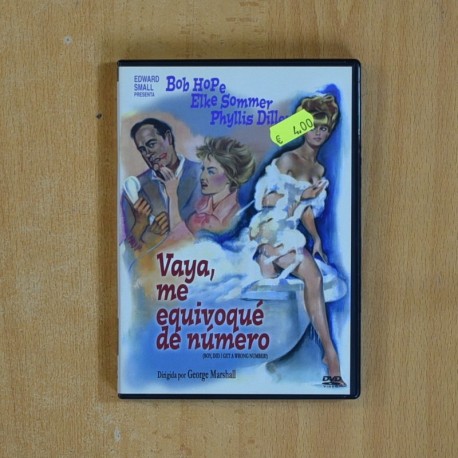 EDWARD
SMALL
PRESENTA
Bob Hope
Elke Sommer
Phyllis Diller
€ 4.00
Vaya,
me
equivoqué
de número
(BOY, DID I GET A WRONG NUMBER!)
Dirigida por George Marshall
DVD